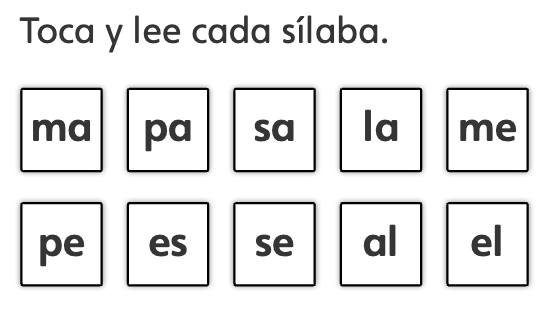 Toca y lee cada sílaba.
ma pa sa la me
pe es se al el